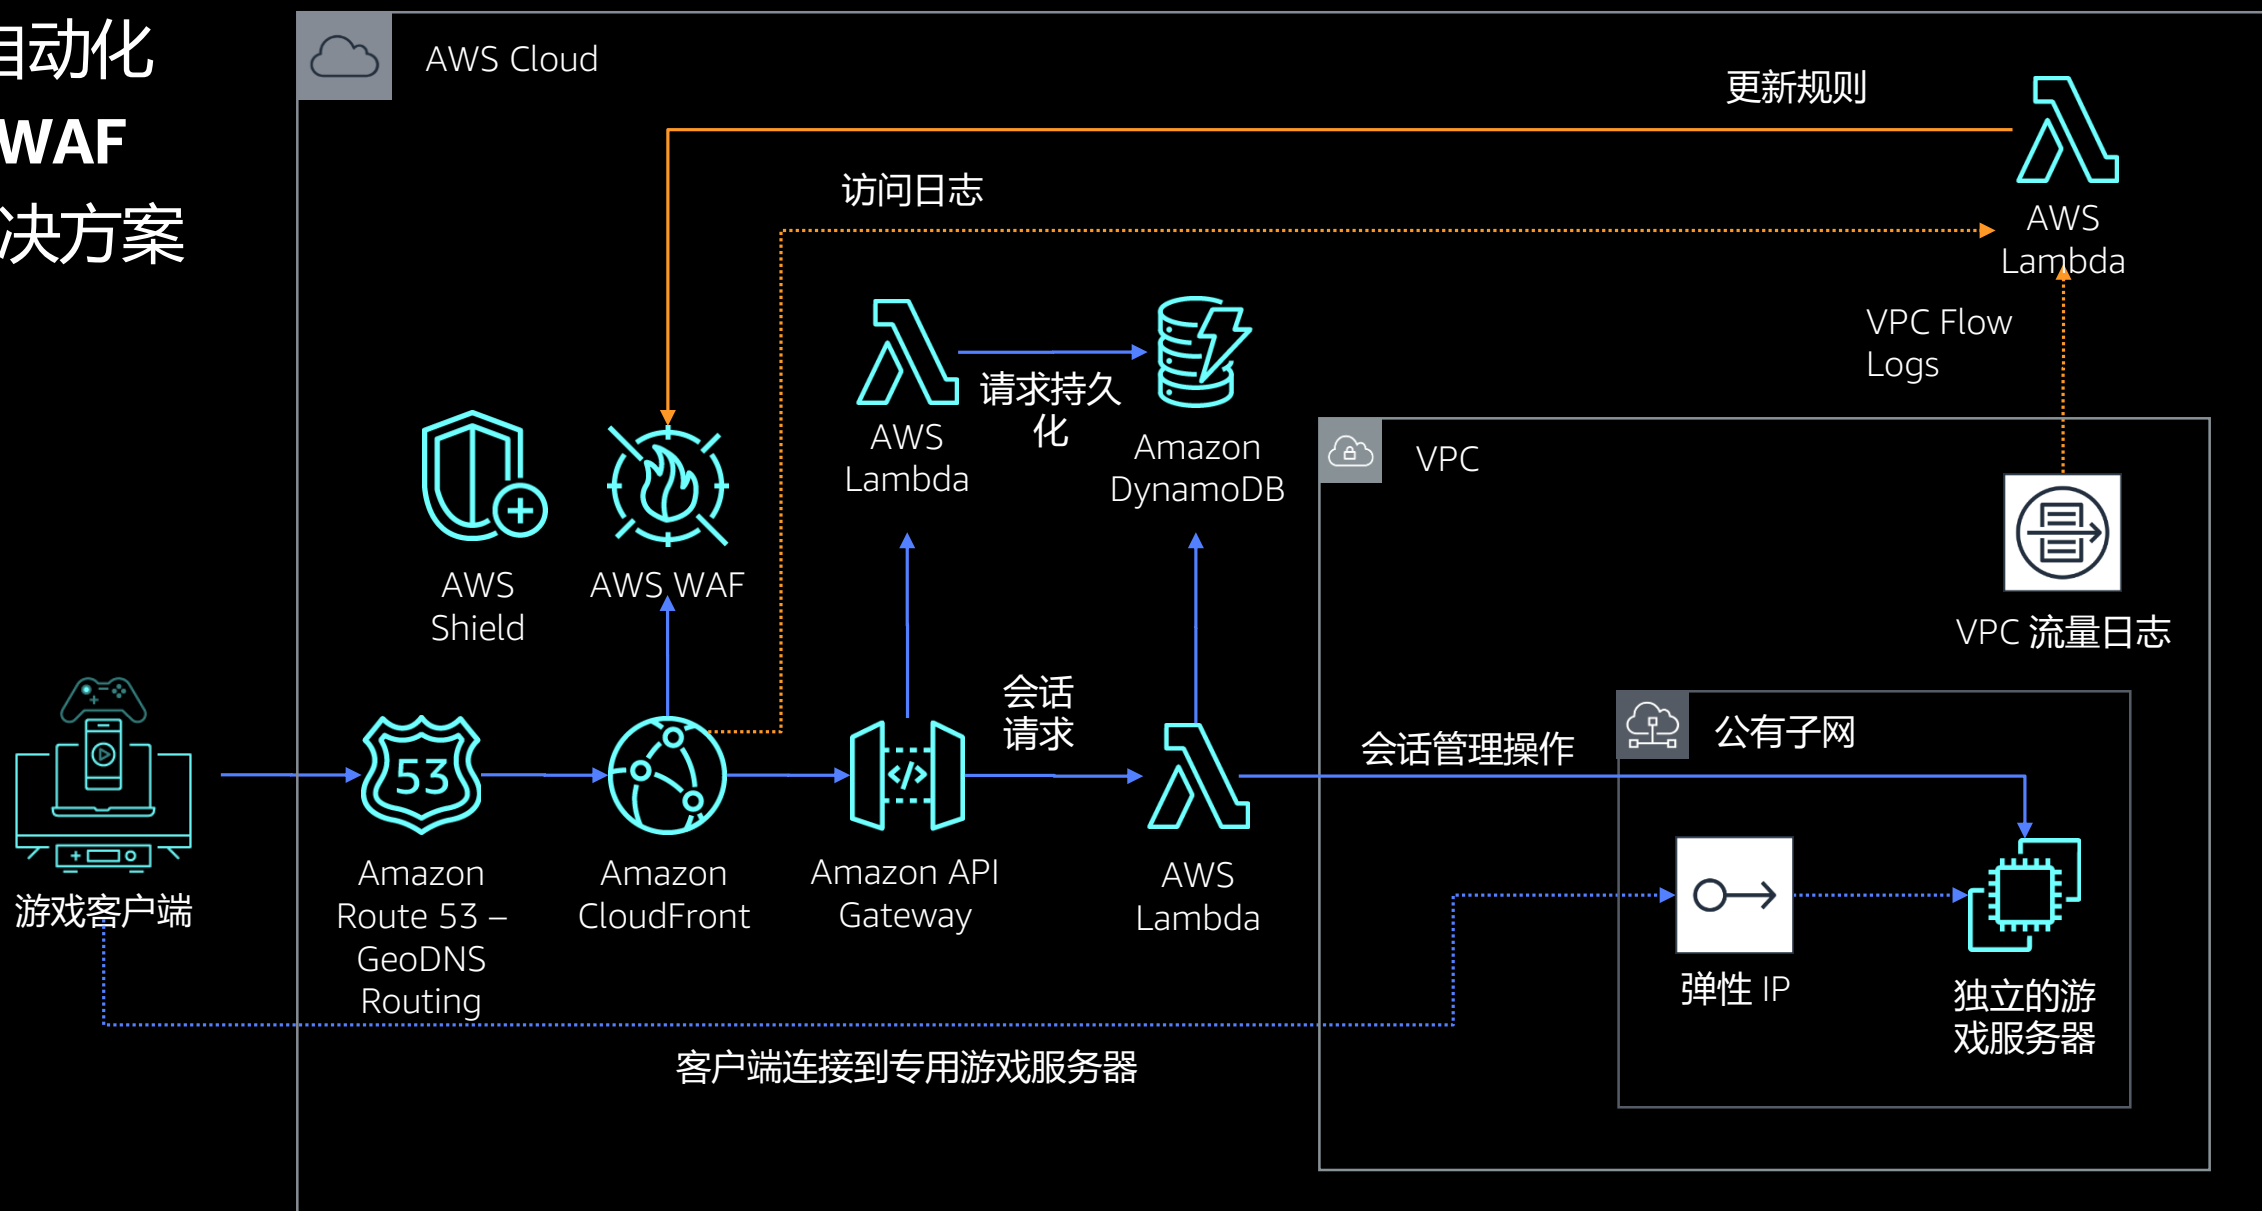 自动化
WAF
决方案
AWS Cloud
更新规则
访问日志
AWS
Lambda
VPC Flow
Logs
请求持久
化
AWS
Lambda
Amazon
DynamoDB
VPC
AWS
Shield
AWS WAF
VPC 流量日志
会话
请求
公有子网
会话管理操作
53
游戏客户端
Amazon
Route 53 –
GeoDNS
Routing
Amazon
CloudFront
Amazon API
Gateway
AWS
Lambda
弹性 IP
独立的游
戏服务器
客户端连接到专用游戏服务器